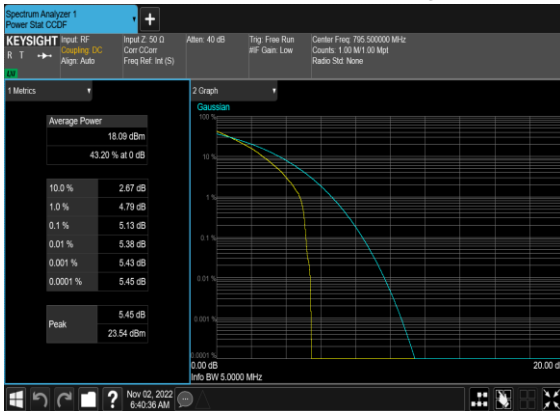 Spectrum Analyzer 1
Power Stat CCDF
+
KEYSIGHT
R T
LXI
Input: RF
Coupling: DC
Align: Auto
Input Z: 50 Ω
Corr CCorr
Freq Ref: Int (S)
Atten: 40 dB
Trig: Free Run
#IF Gain: Low
Center Freq: 795.500000 MHz
Counts: 1.00 M/1.00 Mpt
Radio Std: None
1 Metrics
Average Power
18.09 dBm
43.20 % at 0 dB
10.0 % 2.67 dB
1.0 % 4.79 dB
0.1 % 5.13 dB
0.01 % 5.38 dB
0.001 % 5.43 dB
0.0001 % 5.45 dB
Peak
5.45 dB
23.54 dBm
2 Graph
Gaussian
100 %
10 %
1 %
0.1 %
0.01 %
0.001 %
0.0001 %
0.00 dB
20.00 d
Info BW 5.0000 MHz
?
Nov 02, 2022
6:40:36 AM